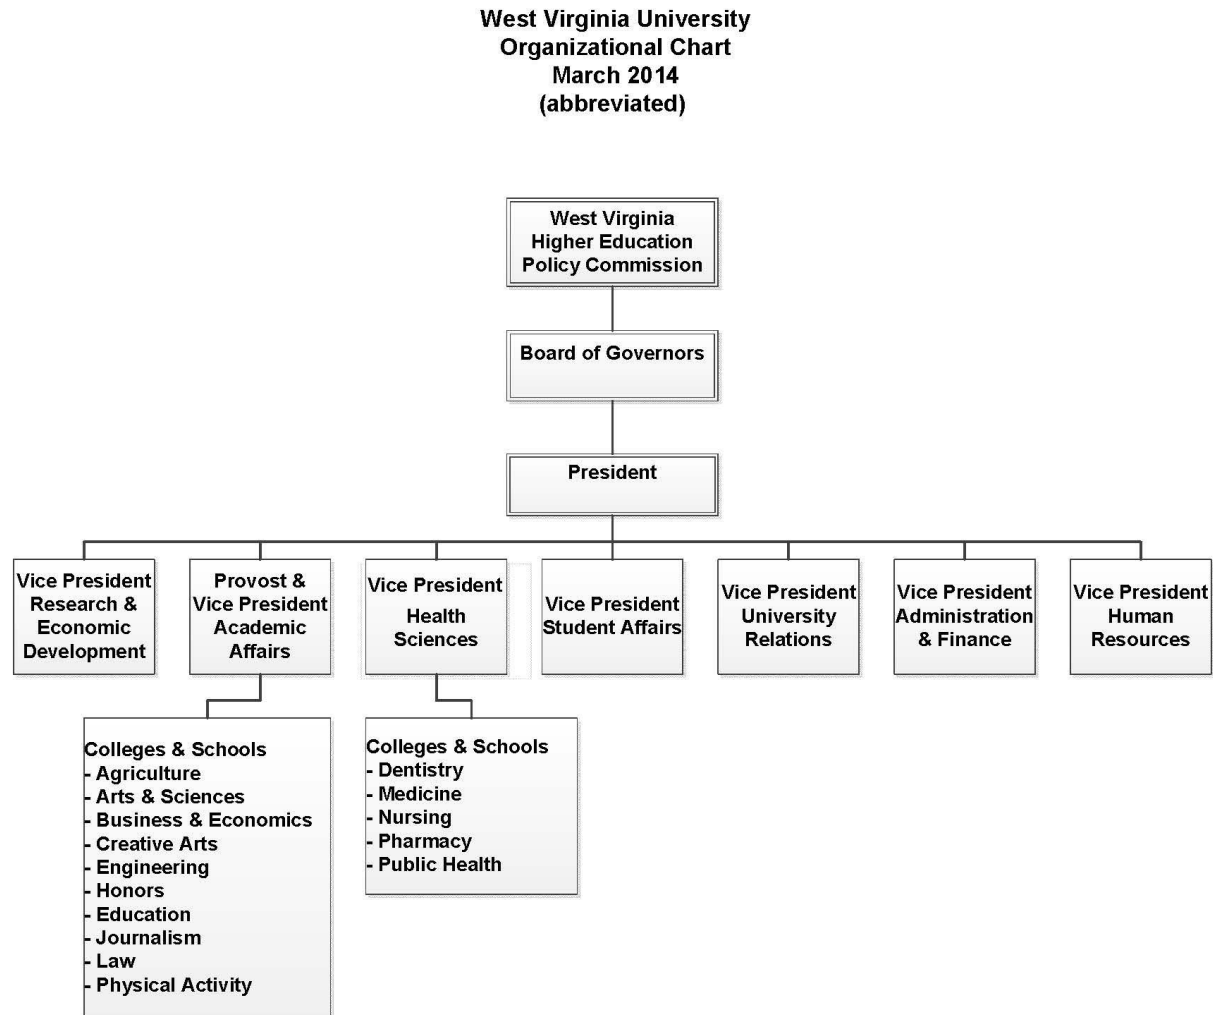 West Virginia University
Organizational Chart
March 2014
(abbreviated)
West Virginia
Higher Education
Policy Commission
Board of Governors
President
Vice President
Research &
Economic
Development
Provost &
Vice President
Academic
Affairs
Vice President
Health
Sciences
Vice President
Student Affairs
Vice President
University
Relations
Vice President
Administration
& Finance
Vice President
Human
Resources
Colleges & Schools
- Agriculture
- Arts & Sciences
- Business & Economics
- Creative Arts
- Engineering
- Honors
- Education
- Journalism
- Law
- Physical Activity
Colleges & Schools
- Dentistry
- Medicine
- Nursing
- Pharmacy
- Public Health